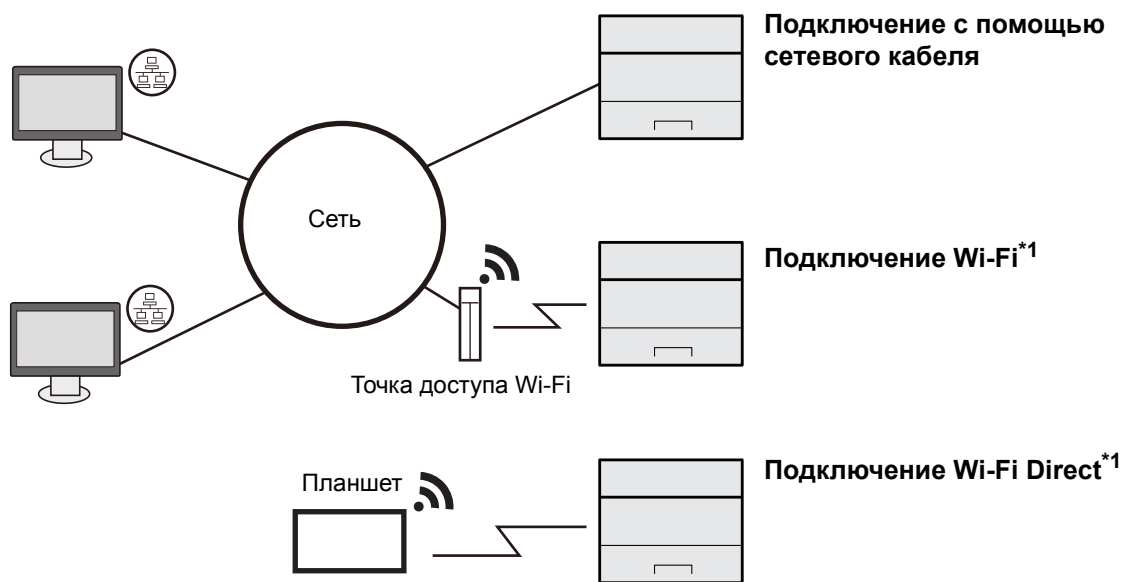 Подключение с помощью
сетевого кабеля
Сеть
Подключение Wi-Fi*1
Точка доступа Wi-Fi
Планшет
Подключение Wi-Fi Direct*1